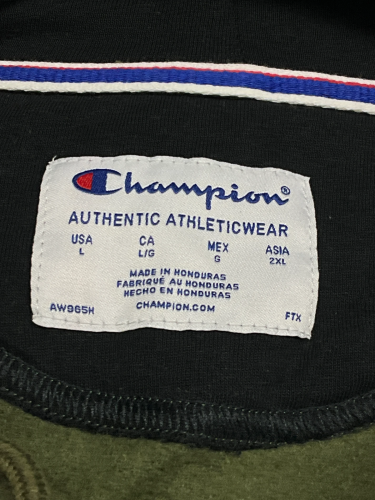 Champion®
AUTHENTIC ATHLETICWEAR
USA CA MEX ASIA
L L/G G 2XL
MADE IN HONDURAS
FABRIQUÉ AU HONDURAS
HECHO EN HONDURAS
AW965H CHAMPION.COM FTX